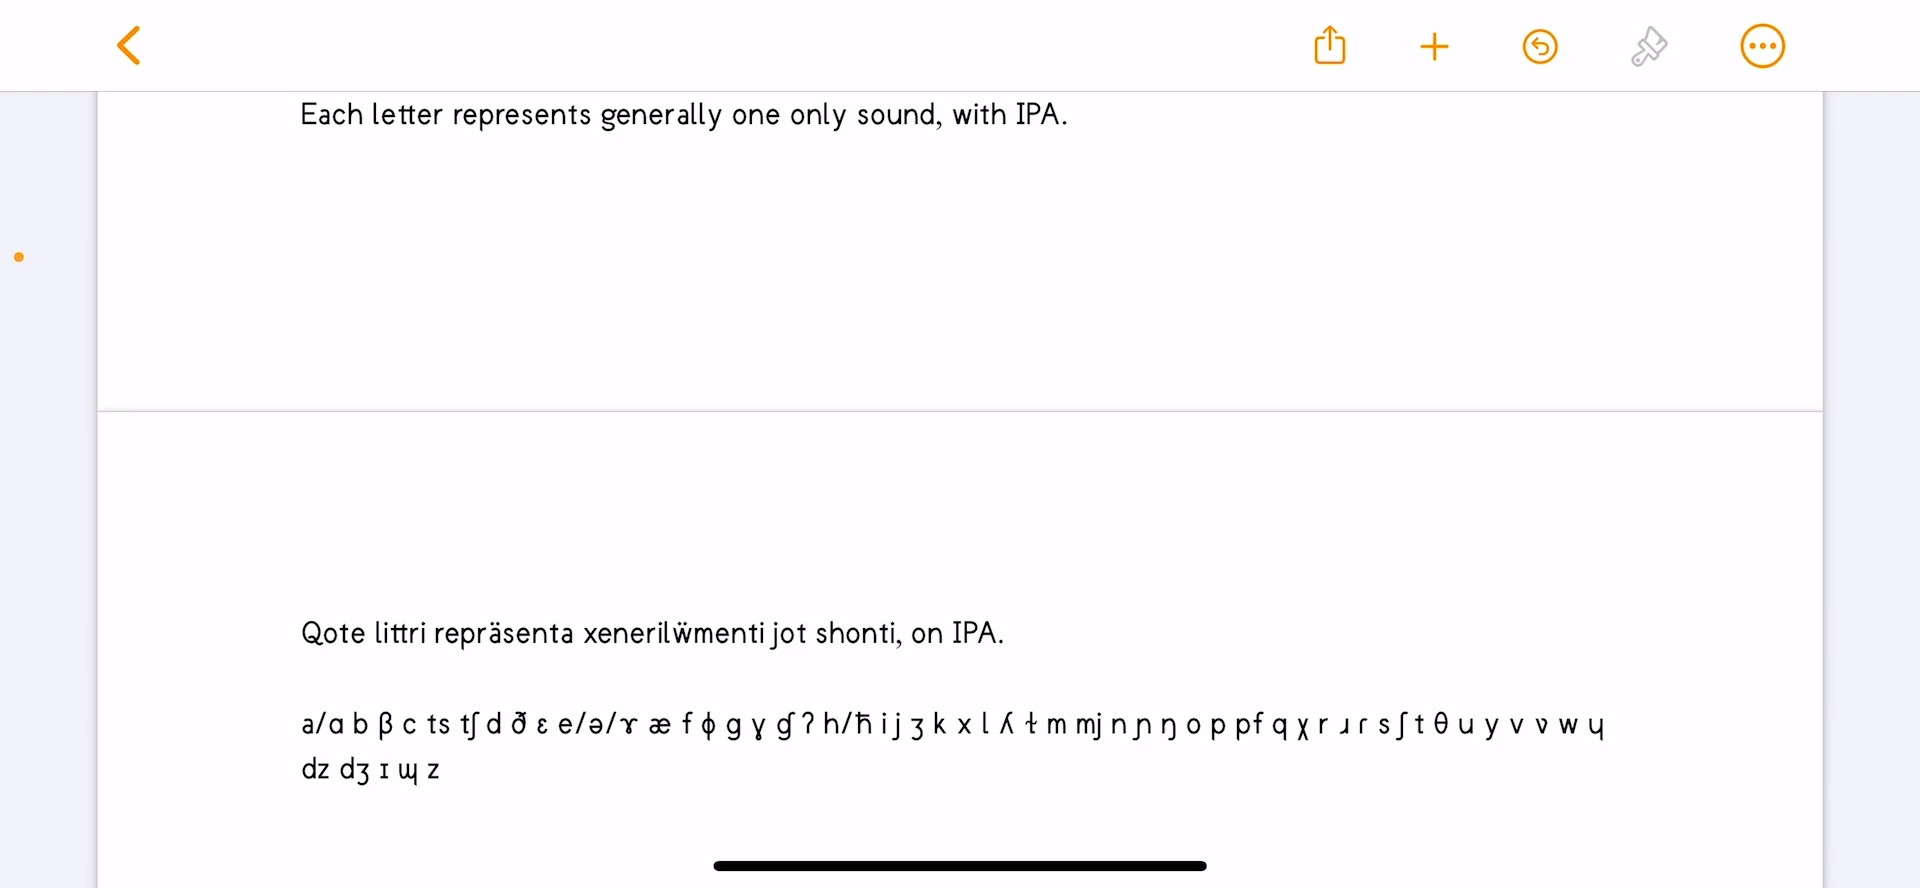 Each letter represents generally one only sound, with IPA.
Qote littri repräsenta xenerilẅmenti jot shonti, on IPA.
a/ɑ b β c ts tʃ d ð ɛ e/ə/ɤ æ f ɸ g ɣ ɠ ʔ h/ħ i j ʒ k x l ʎ ɫ m mj n ɲ ŋ o p pf q χ r ɹ ɾ s ʃ t θ u y v ⱱ w ɥ
dz dʒ ɪ ɰ z